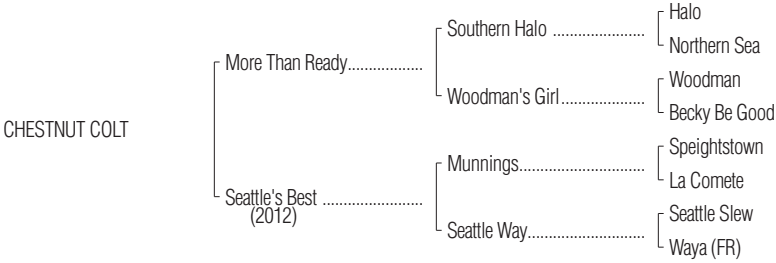 Halo
Southern Halo ......................
Northern Sea
More Than Ready..................
Woodman
Woodman's Girl....................
Becky Be Good
CHESTNUT COLT
Speightstown
Munnings..............................
La Comete
Seattle's Best ........................
(2012)
Seattle Slew
Seattle Way............................
Waya (FR)